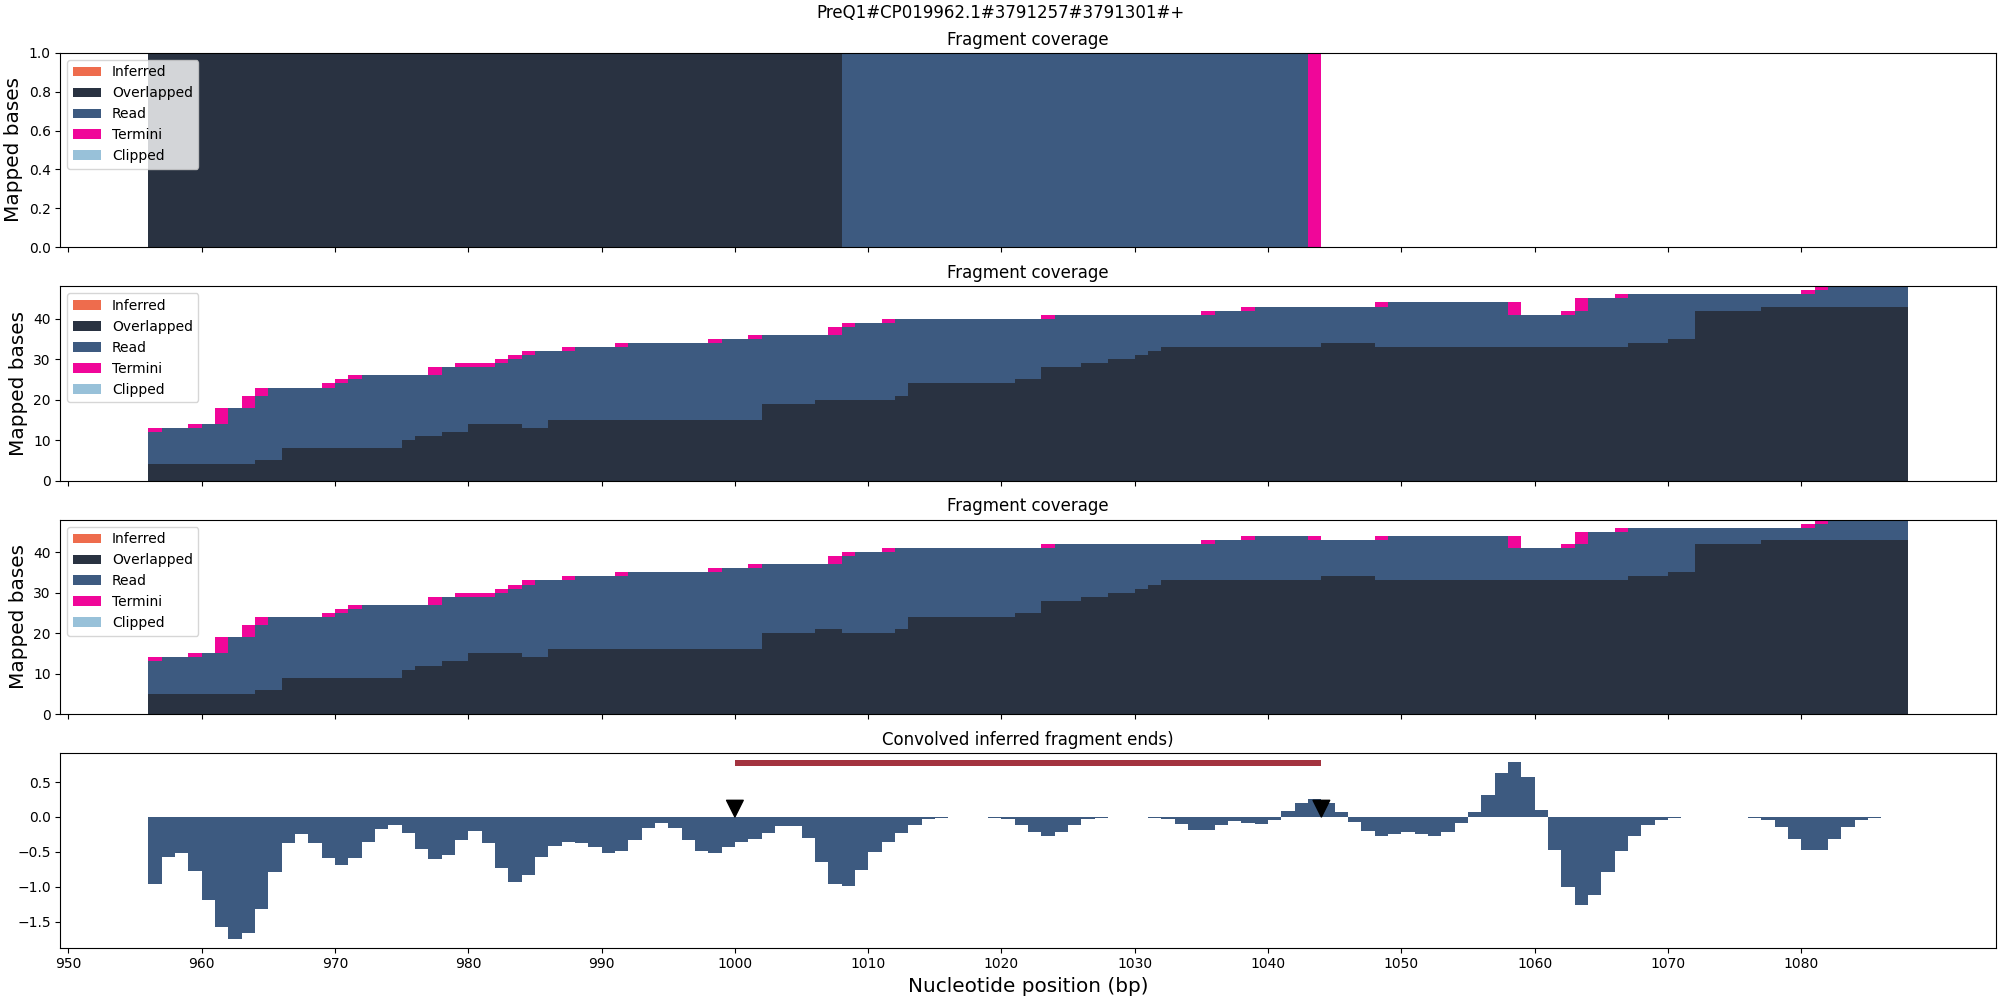 PreQ1#CP019962.1#3791257#3791301#+
Fragment coverage
Mapped bases
1.0
0.8
0.6
0.4
0.2
0.0
Inferred
Overlapped
Read
Termini
Clipped
Fragment coverage
Mapped bases
40
30
20
10
0
Inferred
Overlapped
Read
Termini
Clipped
Fragment coverage
Mapped bases
40
30
20
10
0
Inferred
Overlapped
Read
Termini
Clipped
Convolved inferred fragment ends)
0.5
0.0
−0.5
−1.0
−1.5
950 960 970 980 990 1000 1010 1020 1030 1040 1050 1060 1070 1080
Nucleotide position (bp)